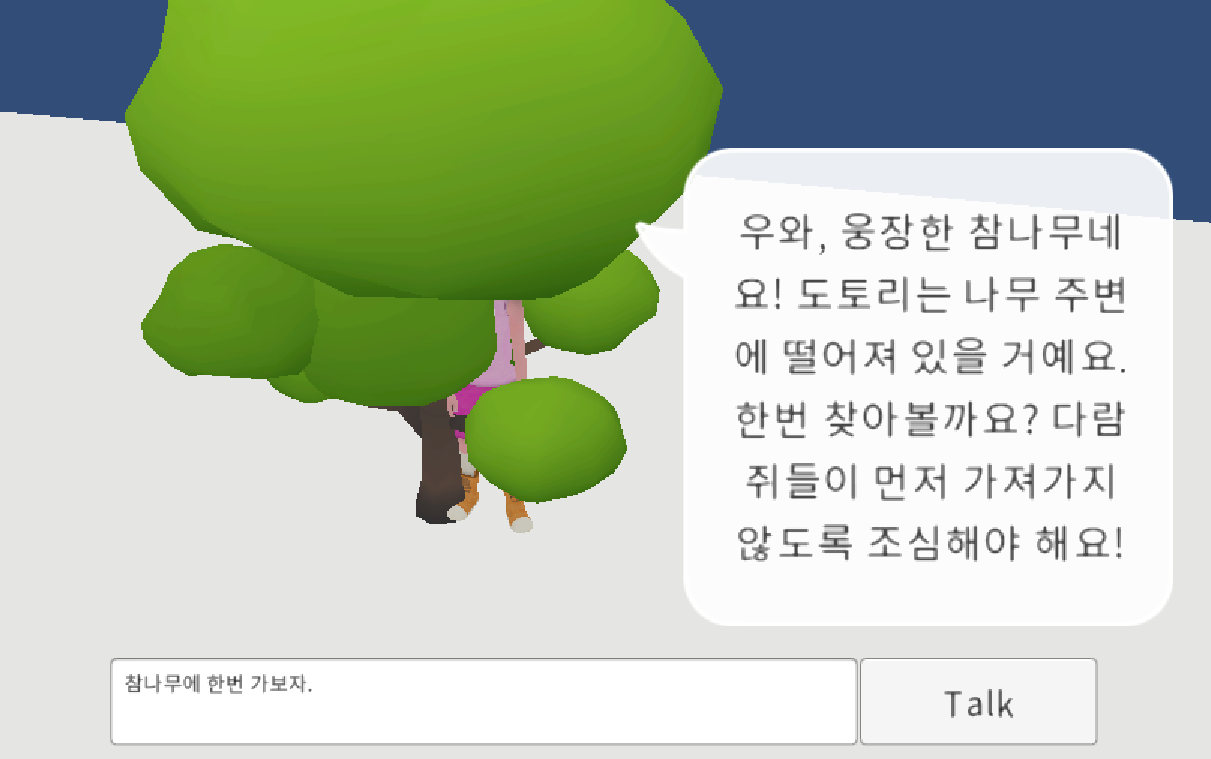 우와, 웅장한 참나무네
요! 도토리는 나무 주변
에 떨어져 있을 거예요.
한번 찾아볼까요? 다람
쥐들이 먼저 가져가지
않도록 조심해야 해요!
참나무에 한번 가보자.
Talk